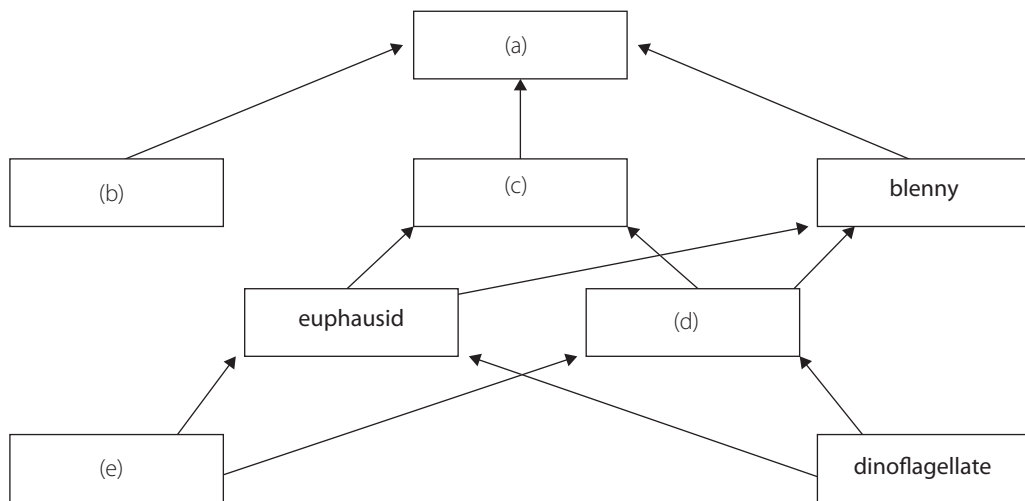 (a)
(b)
(c)
blenny
euphausid
(d)
(e)
dinoflagellate